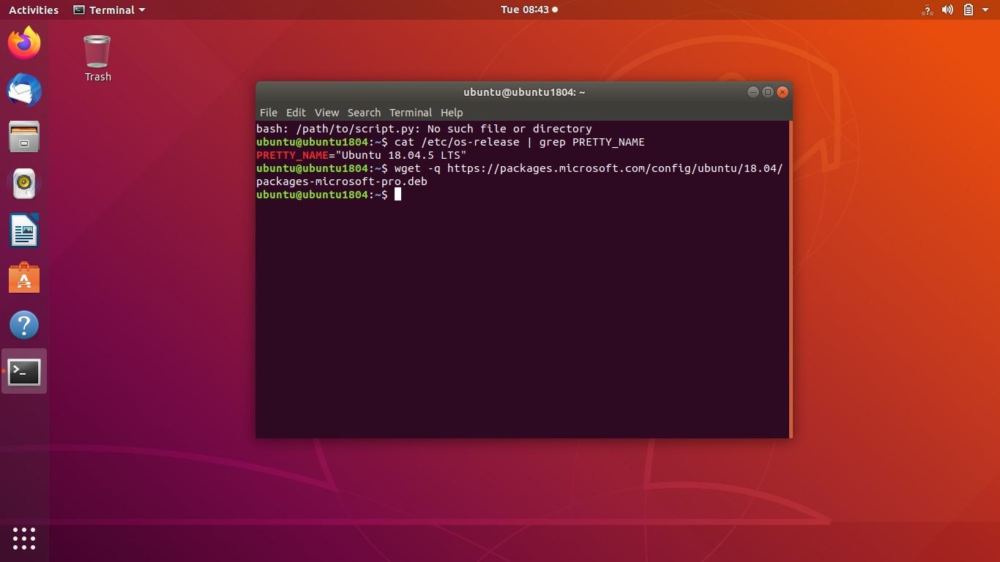 Activities
Terminal
Tue 08:43
Trash
ubuntu@ubuntu1804: ~
File Edit View Search Terminal Help
bash: /path/to/script.py: No such file or directory
ubuntu@ubuntu1804:~$ cat /etc/os-release | grep PRETTY_NAME
PRETTY_NAME="Ubuntu 18.04.5 LTS"
ubuntu@ubuntu1804:~$ wget -q https://packages.microsoft.com/config/ubuntu/18.04/
packages-microsoft-pro.deb
ubuntu@ubuntu1804:~$